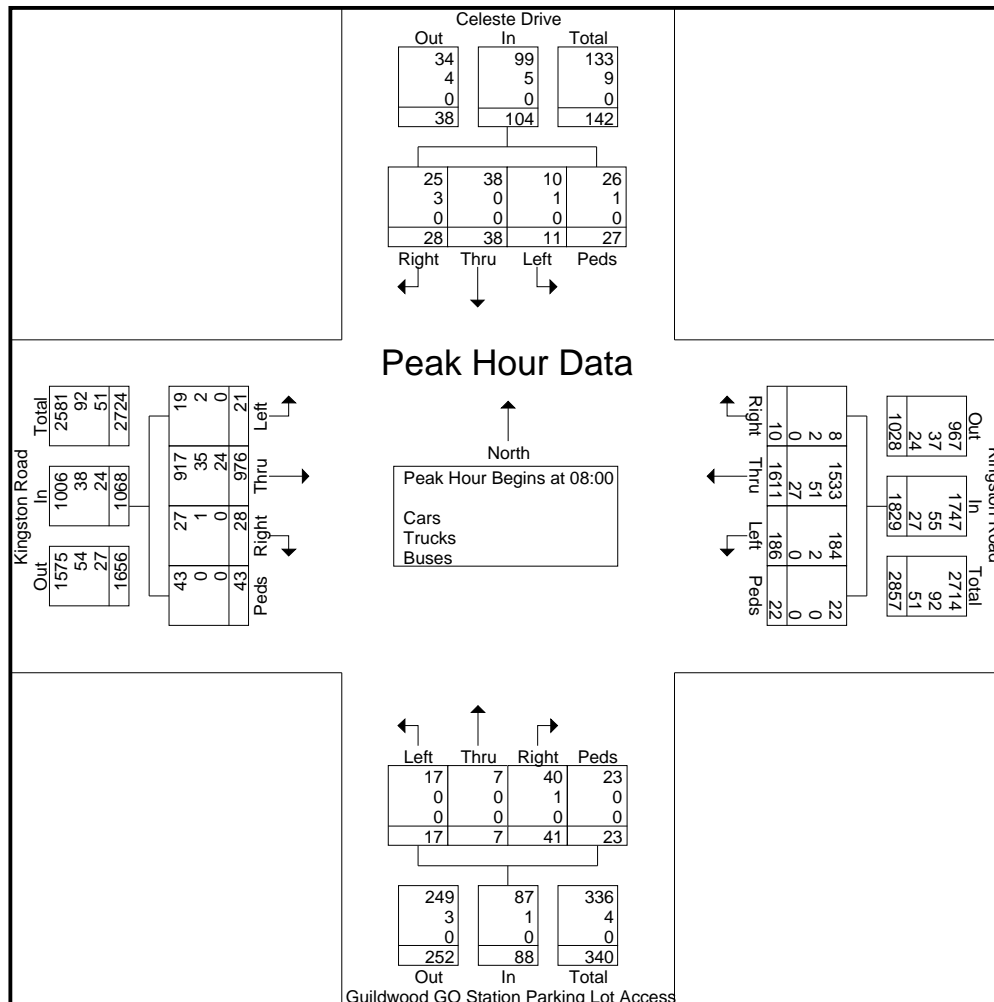 Celeste Drive
Out In Total
34 99 133
4 5 9
0 0 0
38 104 142
25 38 10 26
3 0 1 1
0 0 0 0
28 38 11 27
Right Thru Left Peds
Peak Hour Data
North
Peak Hour Begins at 08:00
Cars
Trucks
Buses
Kingston Road
Total In Out
2581 1006 1575
92 38 54
51 24 27
2724 1068 1656
19 917 27 43
2 35 1 0
0 24 0 0
21 976 28 43
Left Thru Right Peds
Right Thru Left Peds
10 1611 186 22
0 27 0 0
2 51 2 0
8 1533 184 22
Out In Total
1028 1829 2857
24 27 51
37 55 92
967 1747 2714
Kingston Road
Left Thru Right Peds
17 7 40 23
0 0 1 0
0 0 0 0
17 7 41 23
249 87 336
3 1 4
0 0 0
252 88 340
Out In Total
Guildwood GO Station Parking Lot Access